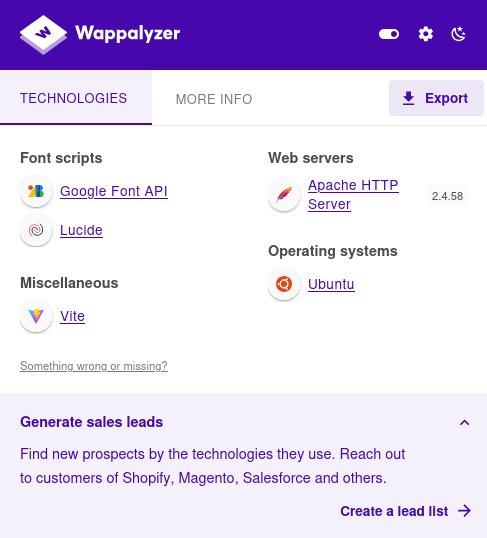 Wappalyzer
TECHNOLOGIES
MORE INFO
Export
Font scripts
Google Font API
Lucide
Miscellaneous
Vite
Web servers
Apache HTTP
Server
2.4.58
Operating systems
Ubuntu
Something wrong or missing?
Generate sales leads
Find new prospects by the technologies they use. Reach out
to customers of Shopify, Magento, Salesforce and others.
Create a lead list